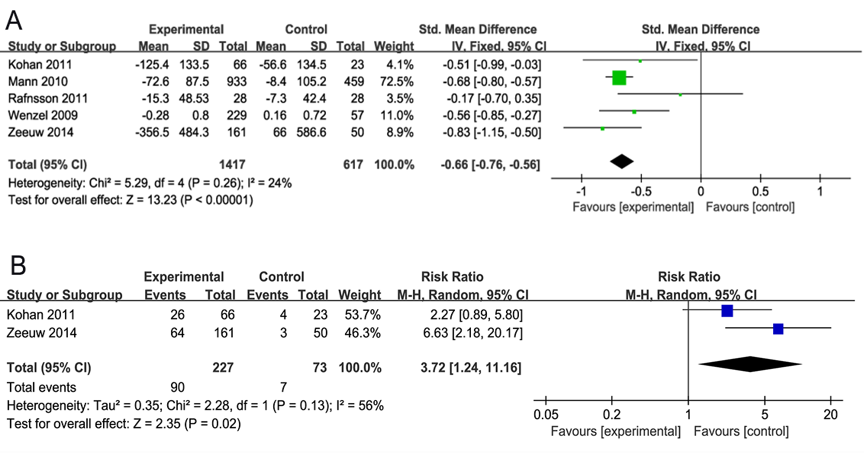 A
Experimental Control Std. Mean Difference Std. Mean Difference
Study or Subgroup Mean SD Total Mean SD Total Weight IV, Fixed, 95% CI IV, Fixed, 95% CI
Kohan 2011 -125.4 133.5 66 -56.6 134.5 23 4.1% -0.51 [-0.99, -0.03]
Mann 2010 -72.6 87.5 933 -8.4 105.2 459 72.5% -0.68 [-0.80, -0.57]
Rafnsson 2011 -15.3 48.53 28 -7.3 42.4 28 3.5% -0.17 [-0.70, 0.35]
Wenzel 2009 -0.28 0.8 229 0.16 0.72 57 11.0% -0.56 [-0.85, -0.27]
Zeeuw 2014 -356.5 484.3 161 66 586.6 50 8.9% -0.83 [-1.15, -0.50]
Total (95% CI) 1417 617 100.0% -0.66 [-0.76, -0.56]
Heterogeneity: Chi² = 5.29, df = 4 (P = 0.26); I² = 24%
Test for overall effect: Z = 13.23 (P < 0.00001)
-1 -0.5 0 0.5 1
Favours [experimental] Favours [control]
B
Experimental Control Risk Ratio Risk Ratio
Study or Subgroup Events Total Events Total Weight M-H, Random, 95% CI M-H, Random, 95% CI
Kohan 2011 26 66 4 23 53.7% 2.27 [0.89, 5.80]
Zeeuw 2014 64 161 3 50 46.3% 6.63 [2.18, 20.17]
Total (95% CI) 227 73 100.0% 3.72 [1.24, 11.16]
Total events 90 7
Heterogeneity: Tau² = 0.35; Chi² = 2.28, df = 1 (P = 0.13); I² = 56%
Test for overall effect: Z = 2.35 (P = 0.02)
0.05 0.2 1 5 20
Favours [experimental] Favours [control]